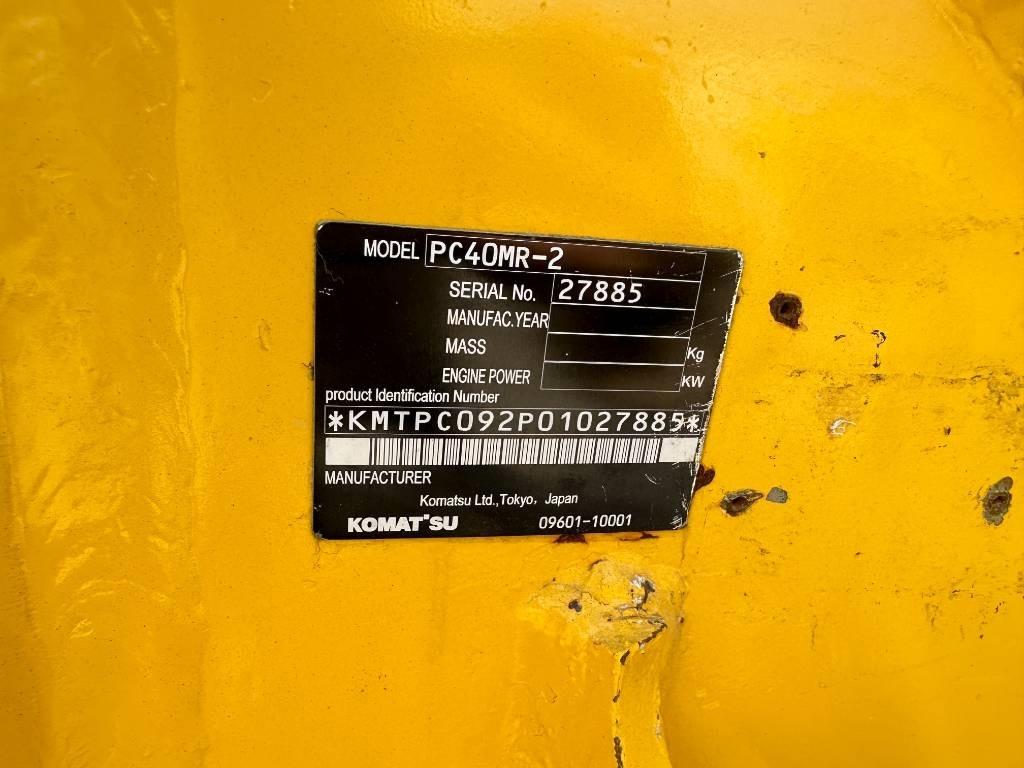 MODEL PC40MR-2
SERIAL No. 27885
MANUFAC.YEAR
MASS Kg
ENGINE POWER KW
product Identification Number
*KMTPC092P01027885*
MANUFACTURER
Komatsu Ltd.,Tokyo, Japan
KOMATSU 09601-10001